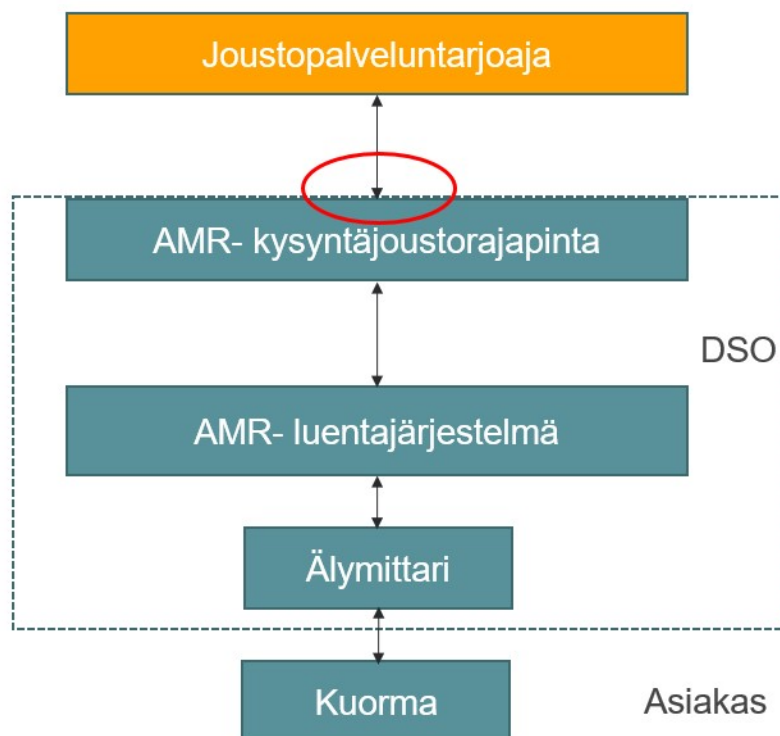 Joustopalveluntarjoaja
AMR- kysyntäjoustorajapinta
DSO
AMR- luentajärjestelmä
Älymittari
Kuorma
Asiakas